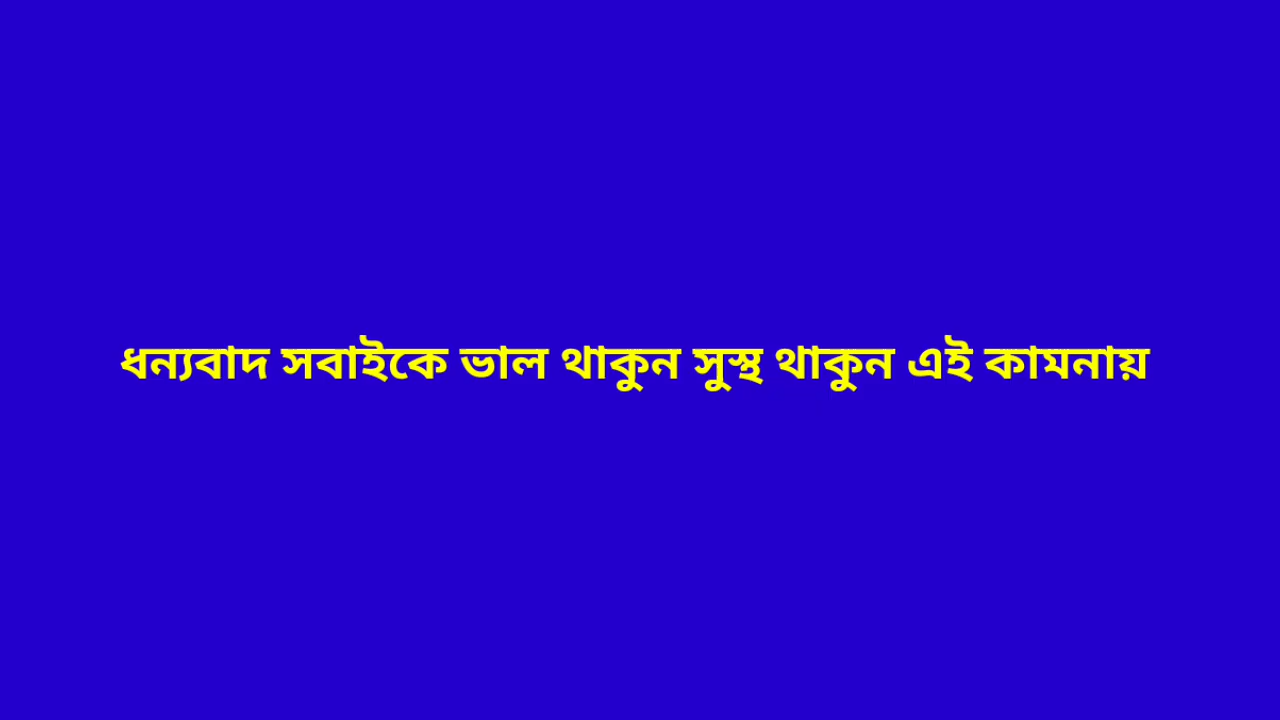 ধন্যবাদ সবাইকে ভাল থাকুন সুস্থ থাকুন এই কামনায়